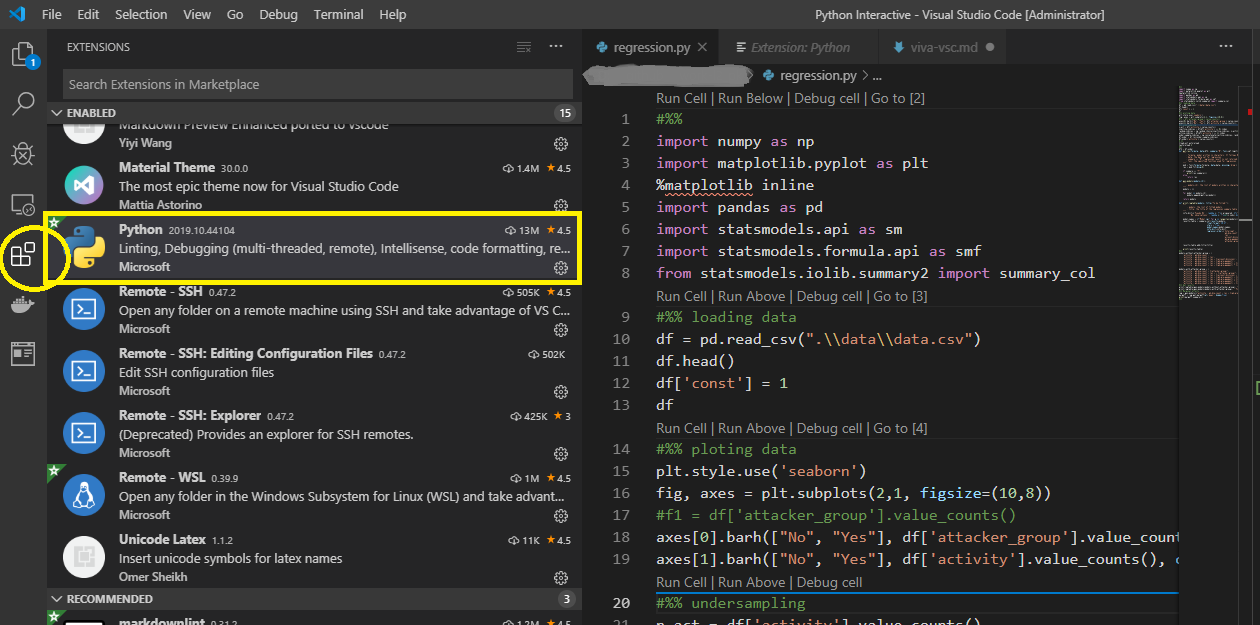 File Edit Selection View Go Debug Terminal Help
Python Interactive - Visual Studio Code [Administrator]
1
EXTENSIONS
Search Extensions in Marketplace
ENABLED 15
Markdown Preview Enhanced ported to vscode
Yiyi Wang
Material Theme 30.0.0 1.4M 4.5
The most epic theme now for Visual Studio Code
Mattia Astorino
Python 2019.10.44104 13M 4.5
Linting, Debugging (multi-threaded, remote), Intellisense, code formatting, re...
Microsoft
Remote - SSH 0.47.2 505K 4.5
Open any folder on a remote machine using SSH and take advantage of VS C...
Microsoft
Remote - SSH: Editing Configuration Files 0.47.2 502K
Edit SSH configuration files
Microsoft
Remote - SSH: Explorer 0.47.2 425K 3
(Deprecated) Provides an explorer for SSH remotes.
Microsoft
Remote - WSL 0.39.9 1M 4.5
Open any folder in the Windows Subsystem for Linux (WSL) and take advant...
Microsoft
Unicode Latex 1.1.2 11K 4.5
Insert unicode symbols for latex names
Omer Sheikh
RECOMMENDED 3
markdownlint 0.31.2 1.2M 4.5
regression.py Extension: Python viva-vsc.md
regression.py > ...
Run Cell | Run Below | Debug cell | Go to [2]
1 #%%
2 import numpy as np
3 import matplotlib.pyplot as plt
4 %matplotlib inline
5 import pandas as pd
6 import statsmodels.api as sm
7 import statsmodels.formula.api as smf
8 from statsmodels.iolib.summary2 import summary_col
Run Cell | Run Above | Debug cell | Go to [3]
9 #%% loading data
10 df = pd.read_csv(".\\data\\data.csv")
11 df.head()
12 df['const'] = 1
13 df
Run Cell | Run Above | Debug cell | Go to [4]
14 #%% ploting data
15 plt.style.use('seaborn')
16 fig, axes = plt.subplots(2,1, figsize=(10,8))
17 #f1 = df['attacker_group'].value_counts()
18 axes[0].barh(["No", "Yes"], df['attacker_group'].value_count
19 axes[1].barh(["No", "Yes"], df['activity'].value_counts(),
Run Cell | Run Above | Debug cell
20 #%% undersampling
21 n_act = df['activity'].value_counts()